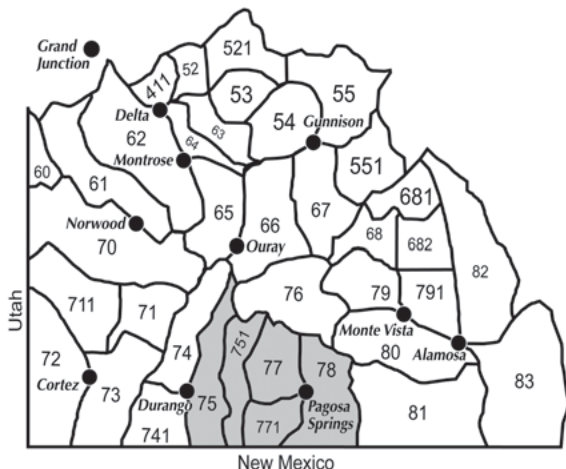 Grand
Junction
521
52
411
53
55
Delta
54
Gunnison
62
63
64
Montrose
551
60
61
681
65
66
67
Norwood
68
682
70
Ouray
82
76
79
791
711
71
Monte Vista
751
74
77
78
80
Alamosa
72
Cortez
73
Durango
75
Pagosa
Springs
83
81
771
741
Utah
New Mexico